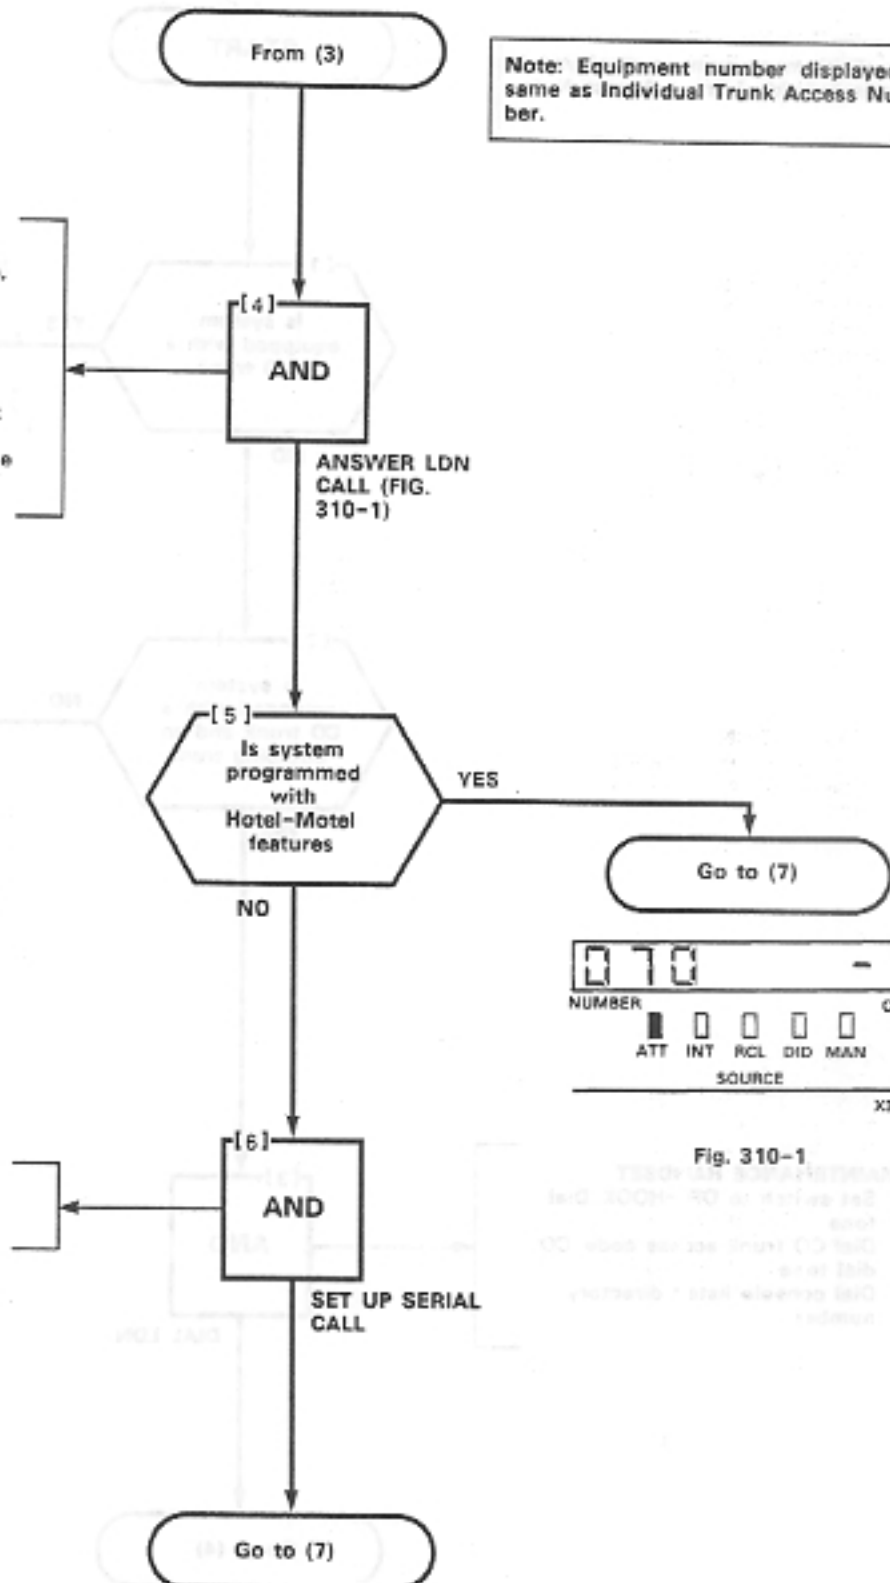 From (3)
Note: Equipment number displaye
same as Individual Trunk Access Nu
ber.
[4]
AND
e
ANSWER LDN
CALL (FIG.
310-1)
[5]
Is system
programmed
with
Hotel-Motel
features
YES
NO
Go to (7)
070 -
NUMBER
ATT INT RCL DID MAN
SOURCE
Fig. 310-1
[6]
AND
SET UP SERIAL
CALL
Go to (7)